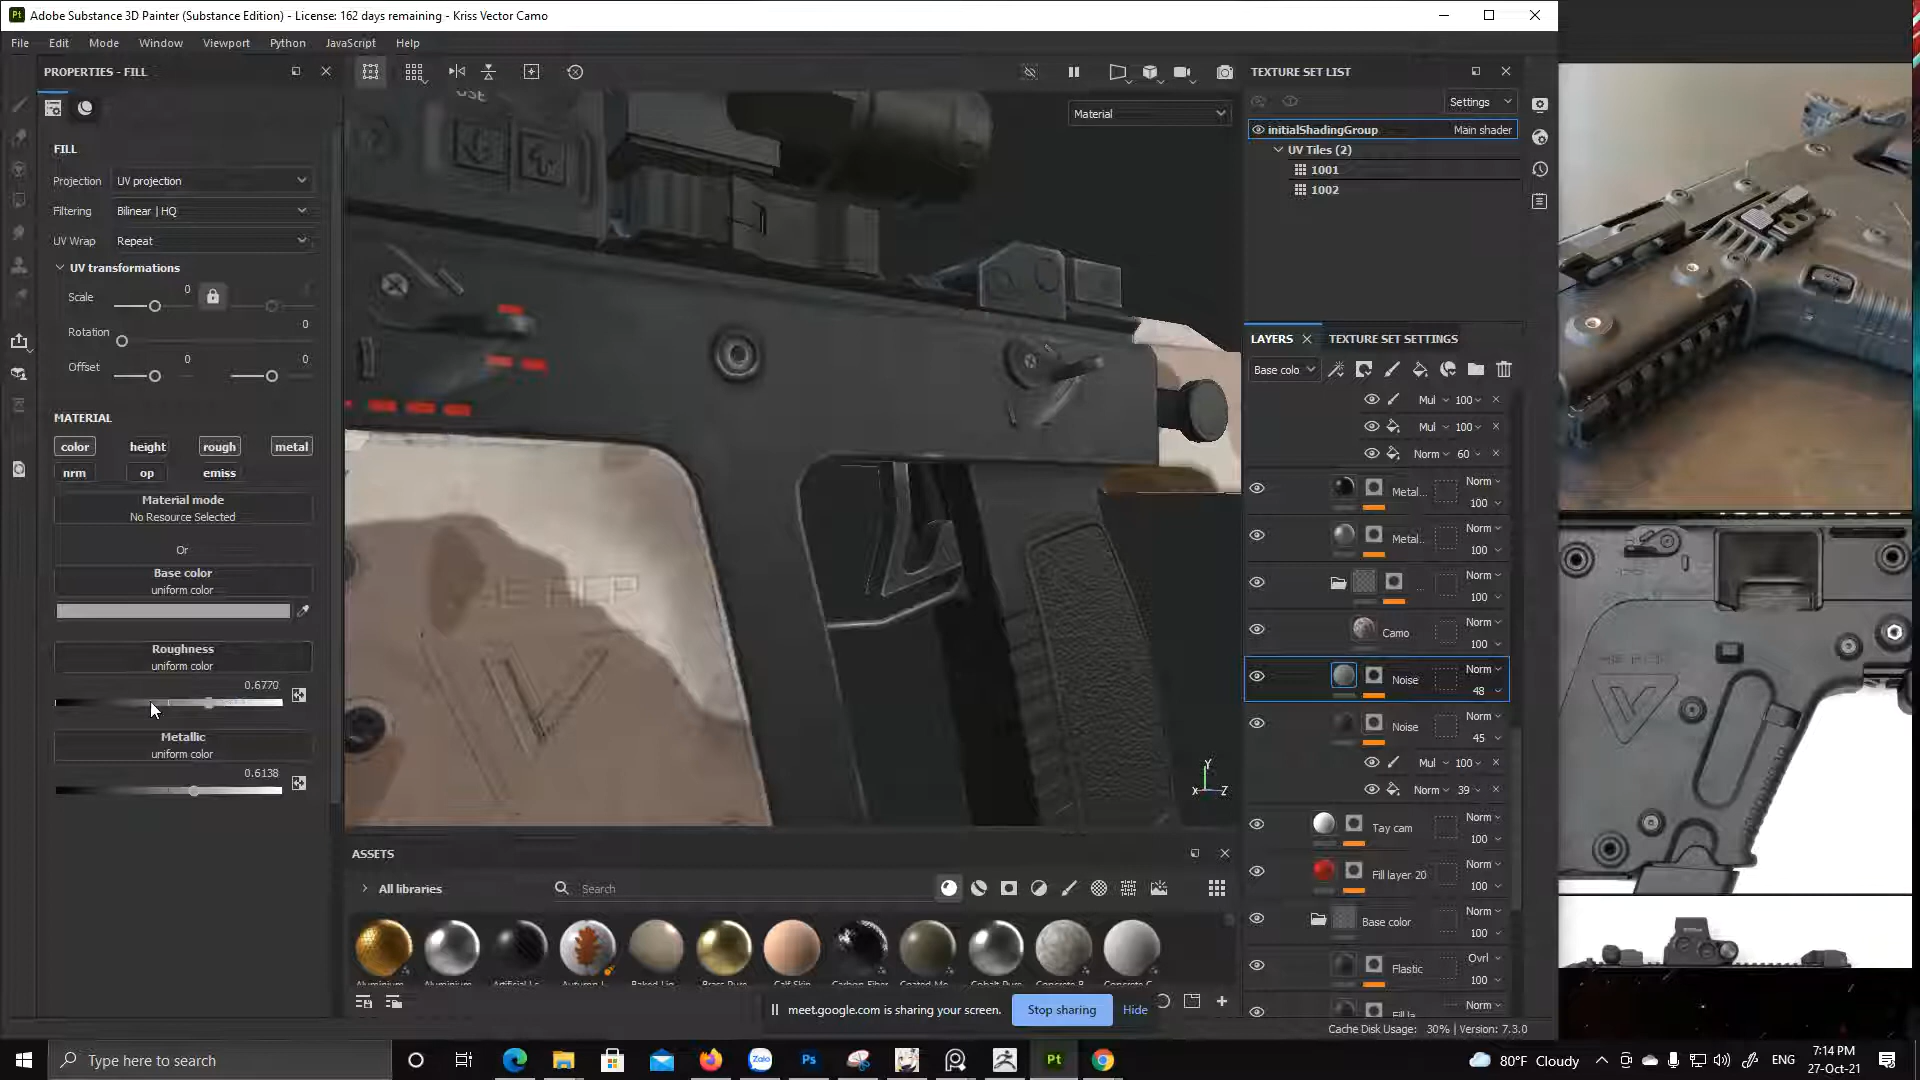 Pt Adobe Substance 3D Painter (Substance Edition) - License: 162 days remaining - Kriss Vector Camo
File Edit Mode Window Viewport Python JavaScript Help
PROPERTIES - FILL
FILL
Projection UV projection
Filtering Bilinear | HQ
UV Wrap Repeat
UV transformations
Scale 0
Rotation 0
Offset 0 0
MATERIAL
color height rough metal
nrm op emiss
Material mode
No Resource Selected
Or
Base color
uniform color
Roughness
uniform color
0.6770
Metallic
uniform color
0.6138
USE
Material
Y
X Z
TEXTURE SET LIST
Settings
initialShadingGroup Main shader
UV Tiles (2)
1001
1002
LAYERS TEXTURE SET SETTINGS
Base colo
Mul 100
Mul 100
Norm 60
Metal... Norm
100
Metal... Norm
100
... Norm
100
Camo Norm
100
Noise Norm
48
Noise Norm
45
Mul 100
Norm 39
Tay cam Norm
100
Fill layer 20 Norm
100
Base color Norm
100
Plastic Ovrl
100
Norm
ASSETS
All libraries Search
meet.google.com is sharing your screen. Stop sharing Hide
Cache Disk Usage: 30% | Version: 7.3.0
Type here to search
Zalo Ps Pt
80°F Cloudy ENG 7:14 PM
27-Oct-21